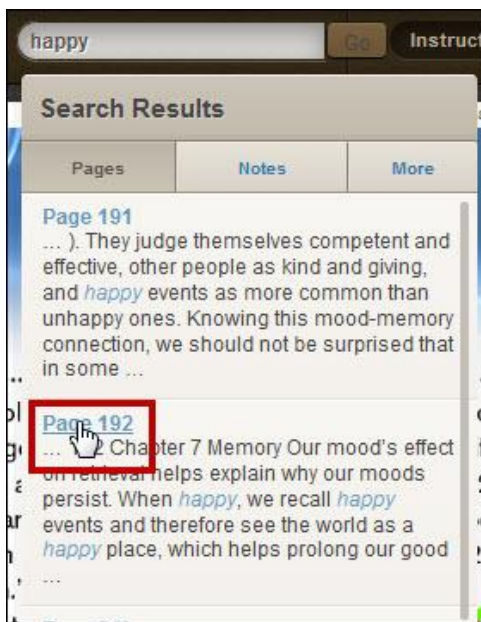 happy
Go
Instruct
Search Results
Pages Notes More
Page 191
... ). They judge themselves competent and
effective, other people as kind and giving,
and happy events as more common than
unhappy ones. Knowing this mood-memory
connection, we should not be surprised that
in some ...
Page 192
... 2 Chapter 7 Memory Our mood's effect
on retrieval helps explain why our moods
persist. When happy, we recall happy
events and therefore see the world as a
happy place, which helps prolong our good
...